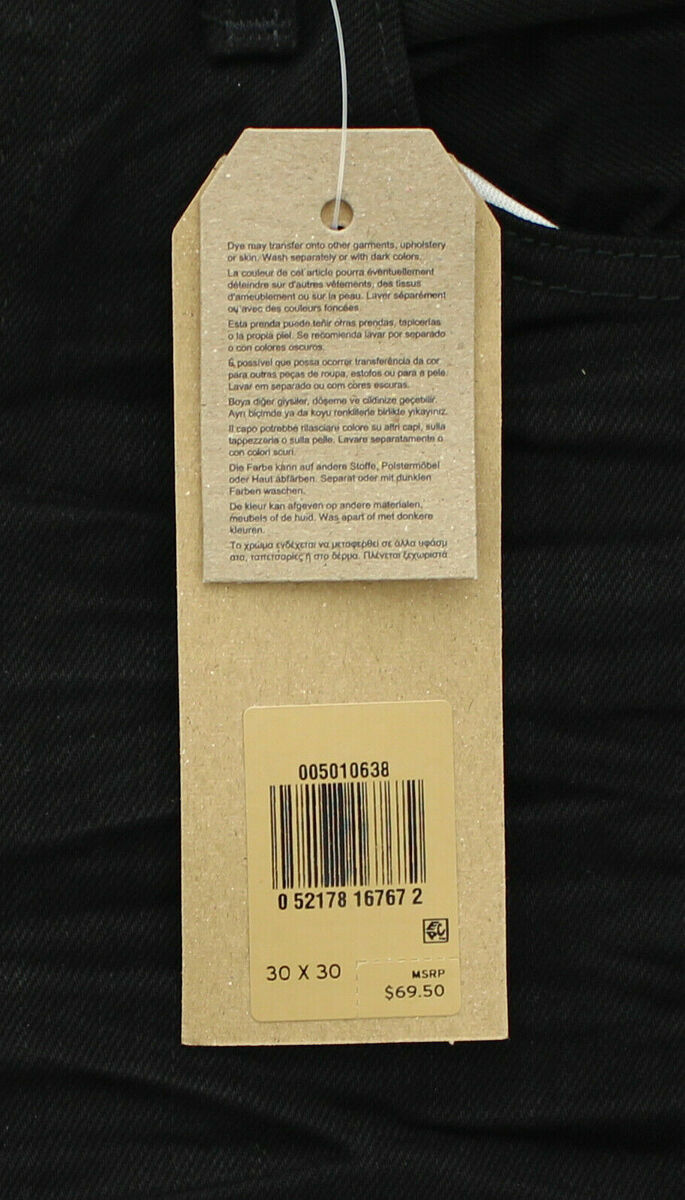 Dye may transfer onto other garments, upholstery
or skin. Wash separately or with dark colors.
La couleur de cet article pourra éventuellement
déteindre sur d'autres vêtements, des tissus
d'ameublement ou sur la peau. Laver séparément
ou avec des couleurs foncées.
Esta prenda puede teñir otras prendas, tapicerías
o la propia piel. Se recomienda lavar por separado
o con colores oscuros.
É possível que possa ocorrer transferência da cor
para outras peças de roupa, estofos ou para a pele.
Lavar em separado ou com cores escuras.
Boya diğer giysiler, döşeme ve cildinize geçebilir.
Ayrı biçimde ya da koyu renklilerle birlikte yıkayınız.
Il capo potrebbe rilasciare colore su altri capi, sulla
tappezzeria o sulla pelle. Lavare separatamente o
con colori scuri.
Die Farbe kann auf andere Stoffe, Polstermöbel
oder Haut abfärben. Separat oder mit dunklen
Farben waschen.
De kleur kan afgeven op andere materialen,
meubels of de huid. Was apart of met donkere
kleuren.
Το χρώμα ενδέχεται να μεταφερθεί σε άλλα υφάσμ
ατα, ταπετσαρίες ή στο δέρμα. Πλένεται ξεχωριστά
005010638
0 52178 16767 2
30 X 30
MSRP
$69.50